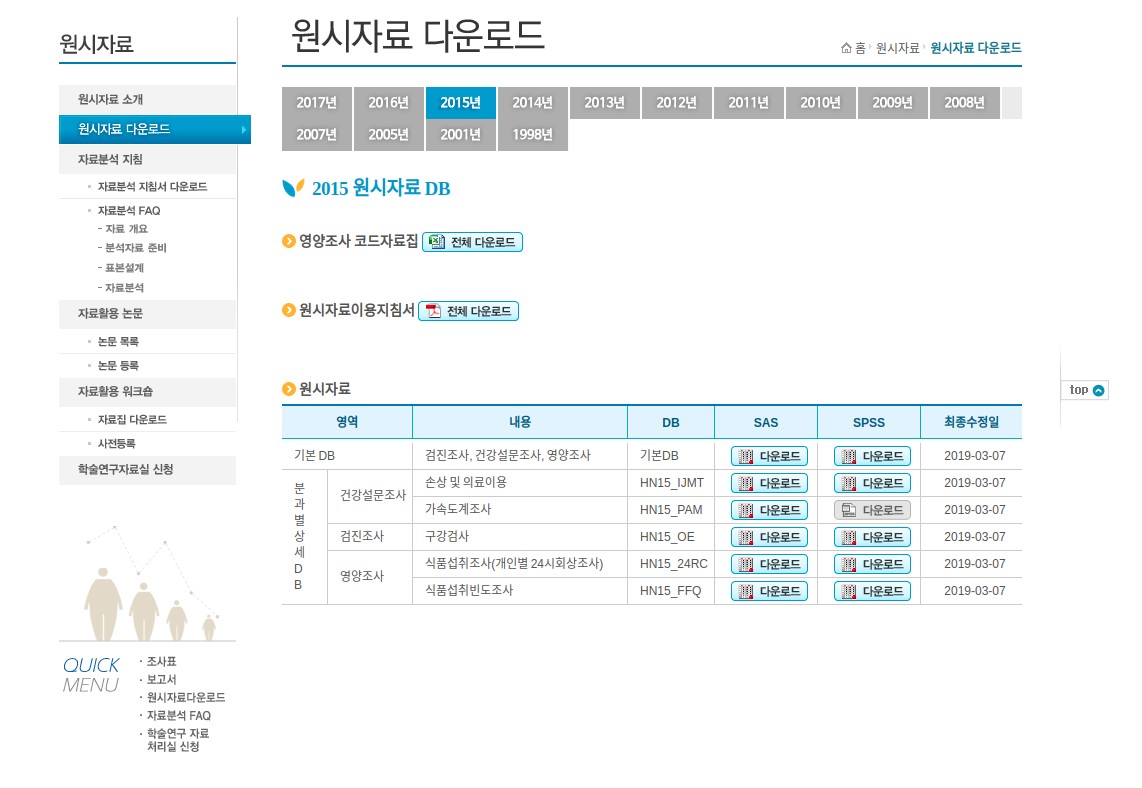 원시자료
원시자료 소개
원시자료 다운로드
자료분석 지침
자료분석 지침서 다운로드
자료분석 FAQ
- 자료 개요
- 분석자료 준비
- 표본설계
- 자료분석
자료활용 논문
논문 목록
논문 등록
자료활용 워크숍
자료집 다운로드
사전등록
학술연구자료실 신청
QUICK
MENU
· 조사표
· 보고서
· 원시자료다운로드
· 자료분석 FAQ
· 학술연구 자료
처리실 신청
원시자료 다운로드
홈 › 원시자료 › 원시자료 다운로드
2017년 2016년 2015년 2014년 2013년 2012년 2011년 2010년 2009년 2008년
2007년 2005년 2001년 1998년
2015 원시자료 DB
영양조사 코드자료집 전체 다운로드
원시자료이용지침서 전체 다운로드
원시자료
영역 내용 DB SAS SPSS 최종수정일
기본 DB 검진조사, 건강설문조사, 영양조사 기본DB 다운로드 다운로드 2019-03-07
분
과
별
상
세
D
B
건강설문조사 손상 및 의료이용 HN15_IJMT 다운로드 다운로드 2019-03-07
가속도계조사 HN15_PAM 다운로드 다운로드 2019-03-07
검진조사 구강검사 HN15_OE 다운로드 다운로드 2019-03-07
영양조사 식품섭취조사(개인별 24시회상조사) HN15_24RC 다운로드 다운로드 2019-03-07
식품섭취빈도조사 HN15_FFQ 다운로드 다운로드 2019-03-07
top